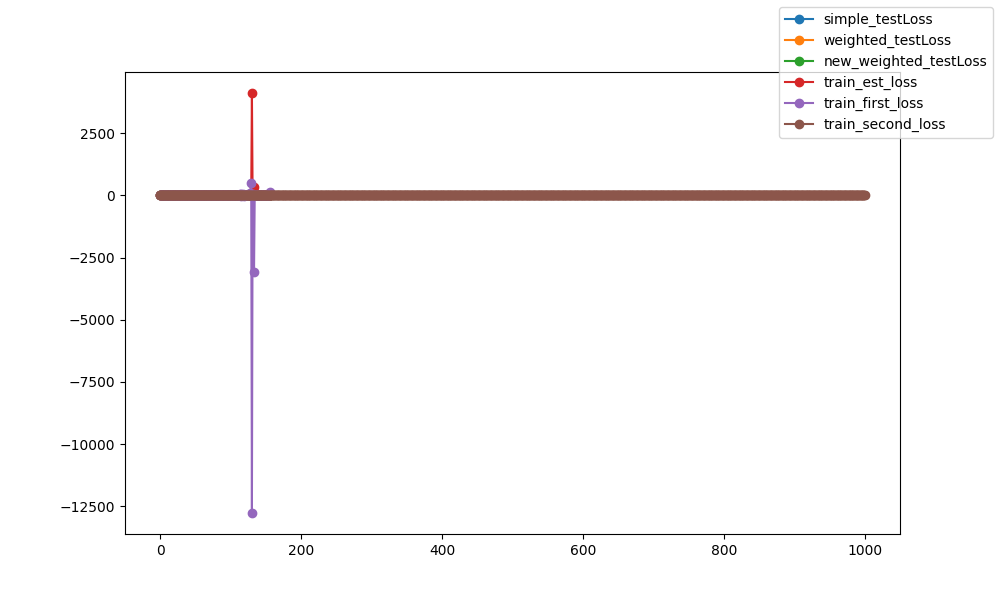 simple_testLoss
weighted_testLoss
new_weighted_testLoss
train_est_loss
train_first_loss
train_second_loss
2500
0
−2500
−5000
−7500
−10000
−12500
0 200 400 600 800 1000